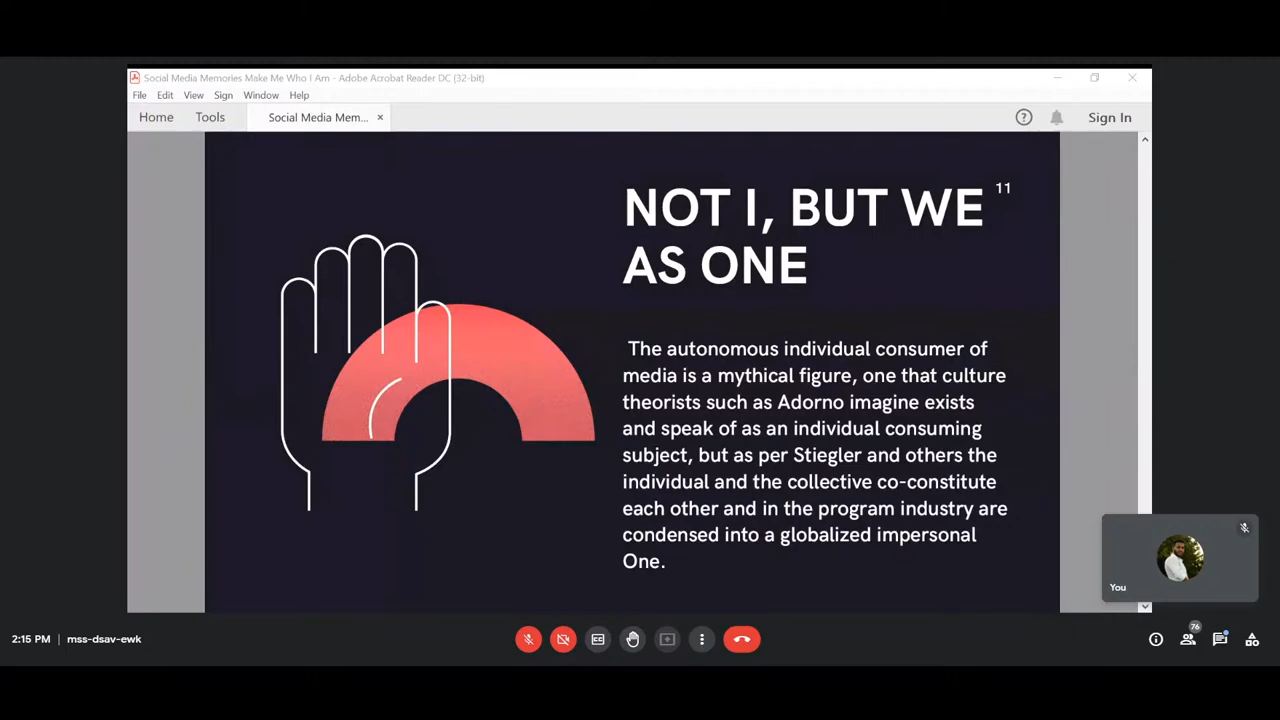 Social Media Memories Make Me Who I Am - Adobe Acrobat Reader DC (32-bit)
File Edit View Sign Window Help
Home Tools Social Media Mem... × ? Sign In
NOT I, BUT WE 11
AS ONE
The autonomous individual consumer of
media is a mythical figure, one that culture
theorists such as Adorno imagine exists
and speak of as an individual consuming
subject, but as per Stiegler and others the
individual and the collective co-constitute
each other and in the program industry are
condensed into a globalized impersonal
One.
You
2:15 PM | mss-dsav-ewk
76